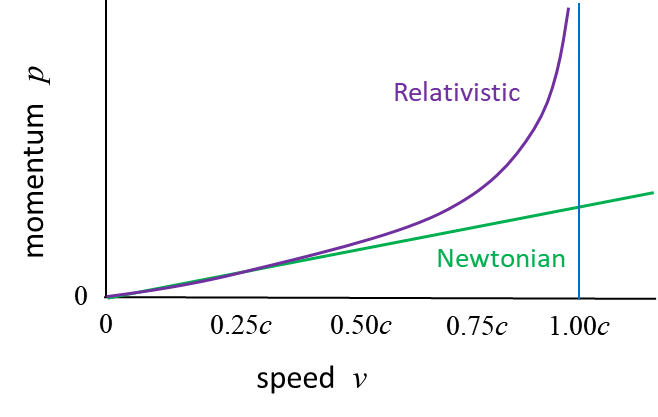 momentum p
Relativistic
Newtonian
0
0
0.25c
0.50c
0.75c
1.00c
speed v